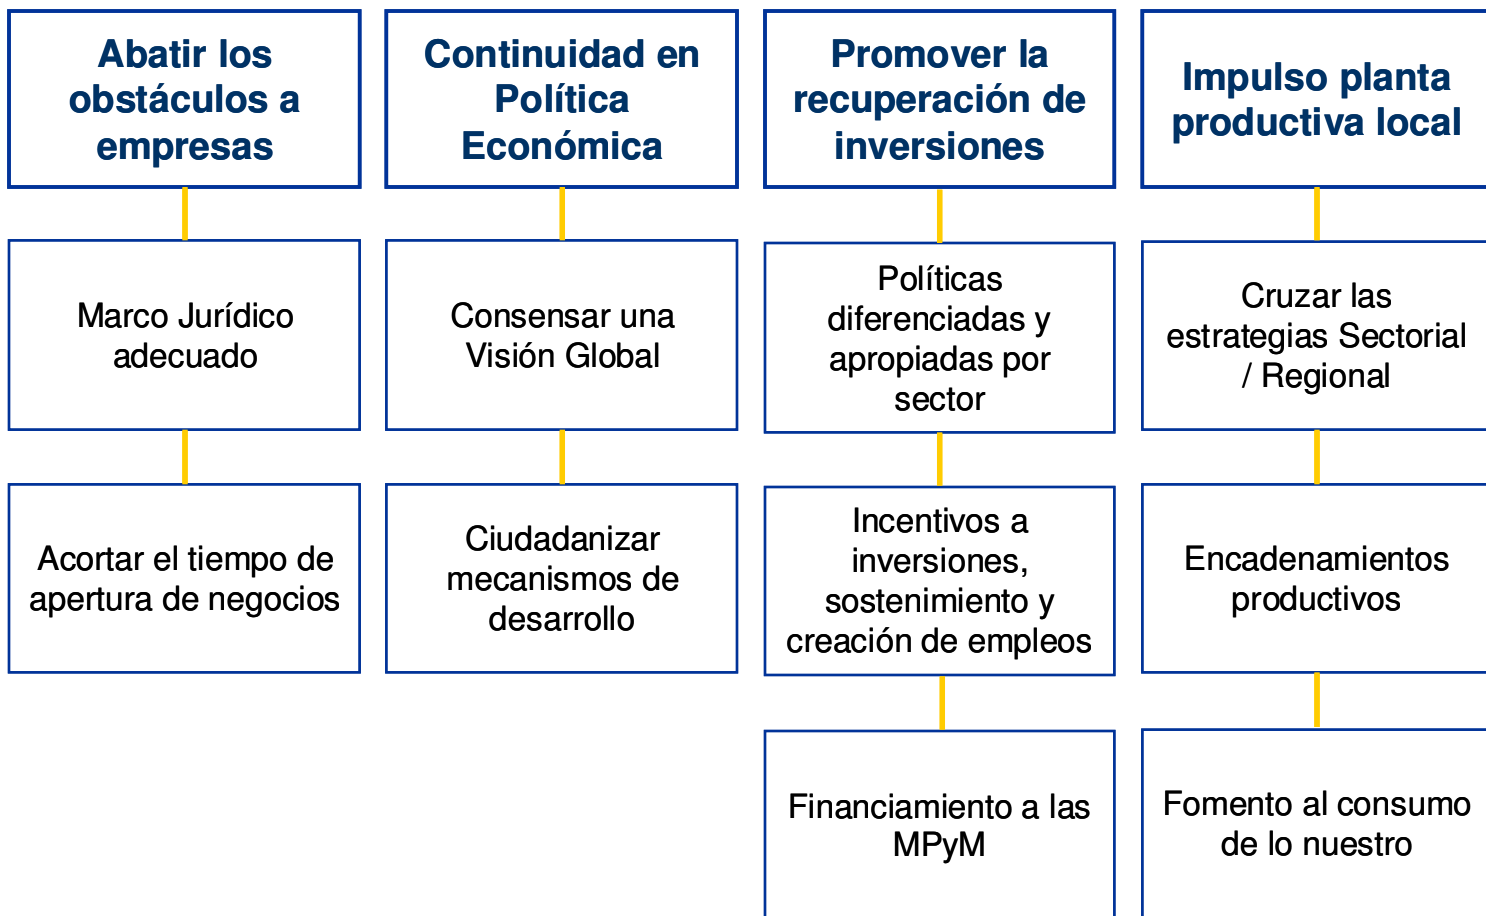 Abatir los
obstáculos a
empresas
Marco Jurídico
adecuado
Acortar el tiempo de
apertura de negocios
Continuidad en
Política
Económica
Consensar una
Visión Global
Ciudadanizar
mecanismos de
desarrollo
Promover la
recuperación de
inversiones
Políticas
diferenciadas y
apropiadas por
sector
Incentivos a
inversiones,
sostenimiento y
creación de empleos
Financiamiento a las
MPyM
Impulso planta
productiva local
Cruzar las
estrategias Sectorial
/ Regional
Encadenamientos
productivos
Fomento al consumo
de lo nuestro